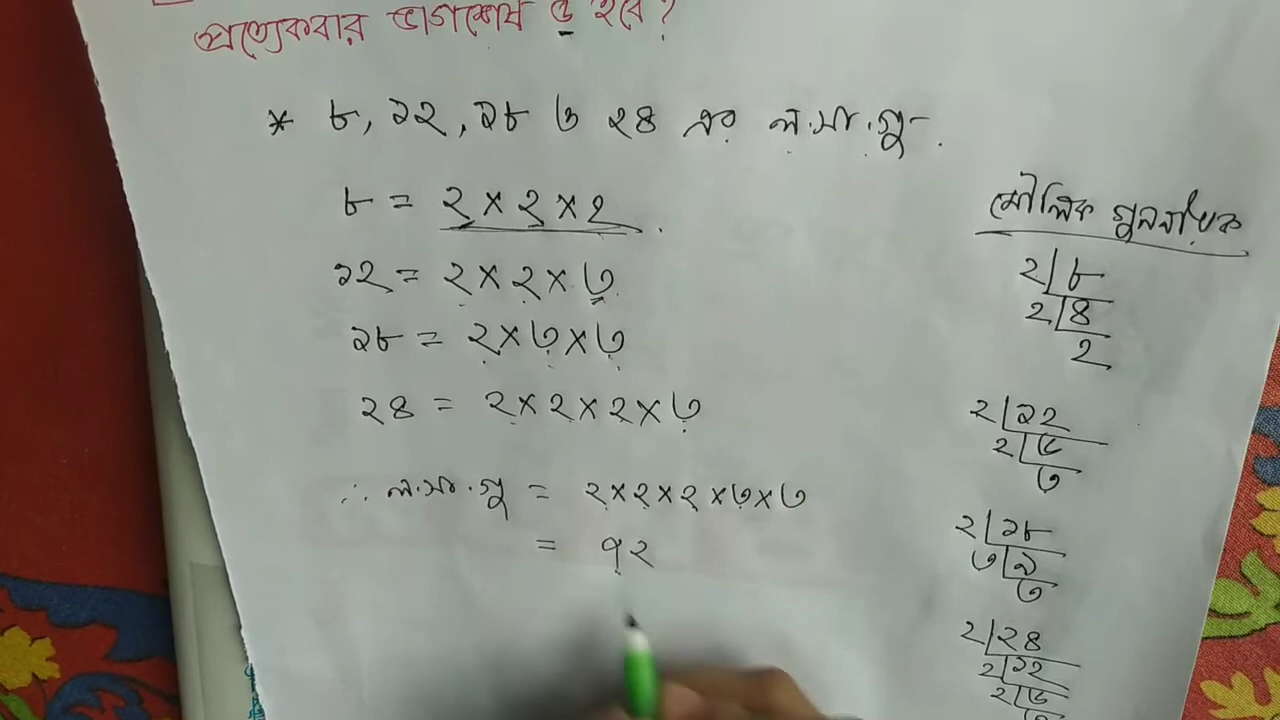 প্রত্যেকবার ভাগশেষ ৩ হবে?
* ৮, ১২, ১৮ ও ২৪ এর ল.সা.গু-
৮ = ২×২×২
১২ = ২×২×৩
১৮ = ২×৩×৩
২৪ = ২×২×২×৩
∴ ল.সা.গু = ২×২×২×৩×৩
= ৭২
মৌলিক গুননীয়ক
২|৮
২|৪
২
২|১২
২|৬
৩
২|১৮
৩|৯
৩
২|২৪
২|১২
২|৬
৩